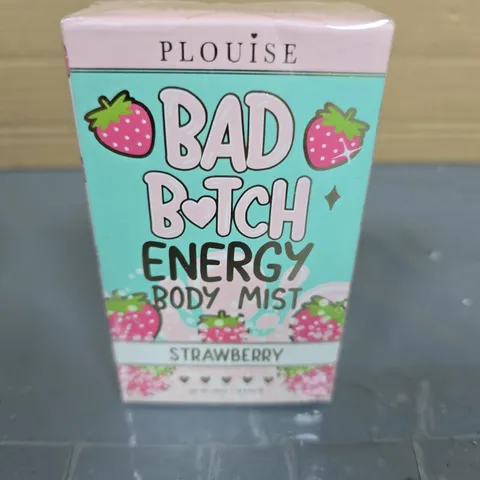 PLOUiSE
BAD
B♥TCH
ENERGY
BODY MIST
STRAWBERRY